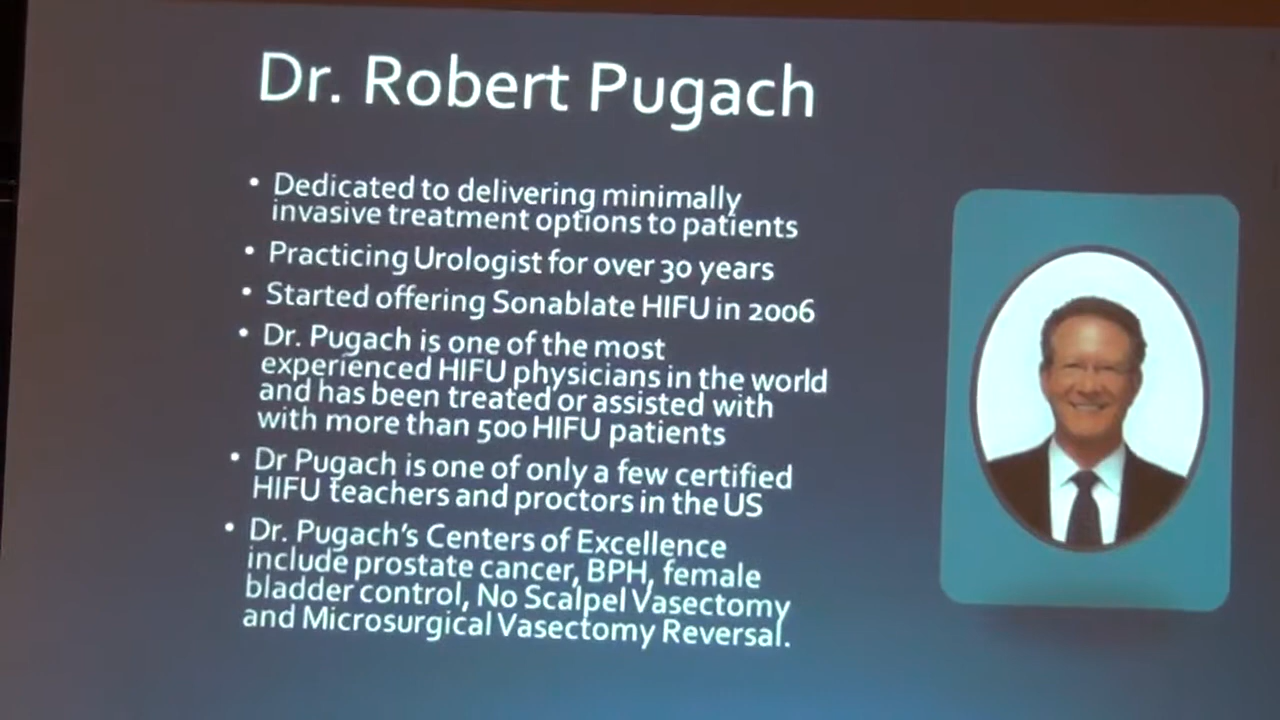 Dr. Robert Pugach
• Dedicated to delivering minimally
invasive treatment options to patients
• Practicing Urologist for over 30 years
• Started offering Sonablate HIFU in 2006
• Dr. Pugach is one of the most
experienced HIFU physicians in the world
and has been treated or assisted with
with more than 500 HIFU patients
• Dr Pugach is one of only a few certified
HIFU teachers and proctors in the US
• Dr. Pugach’s Centers of Excellence
include prostate cancer, BPH, female
bladder control, No Scalpel Vasectomy
and Microsurgical Vasectomy Reversal.